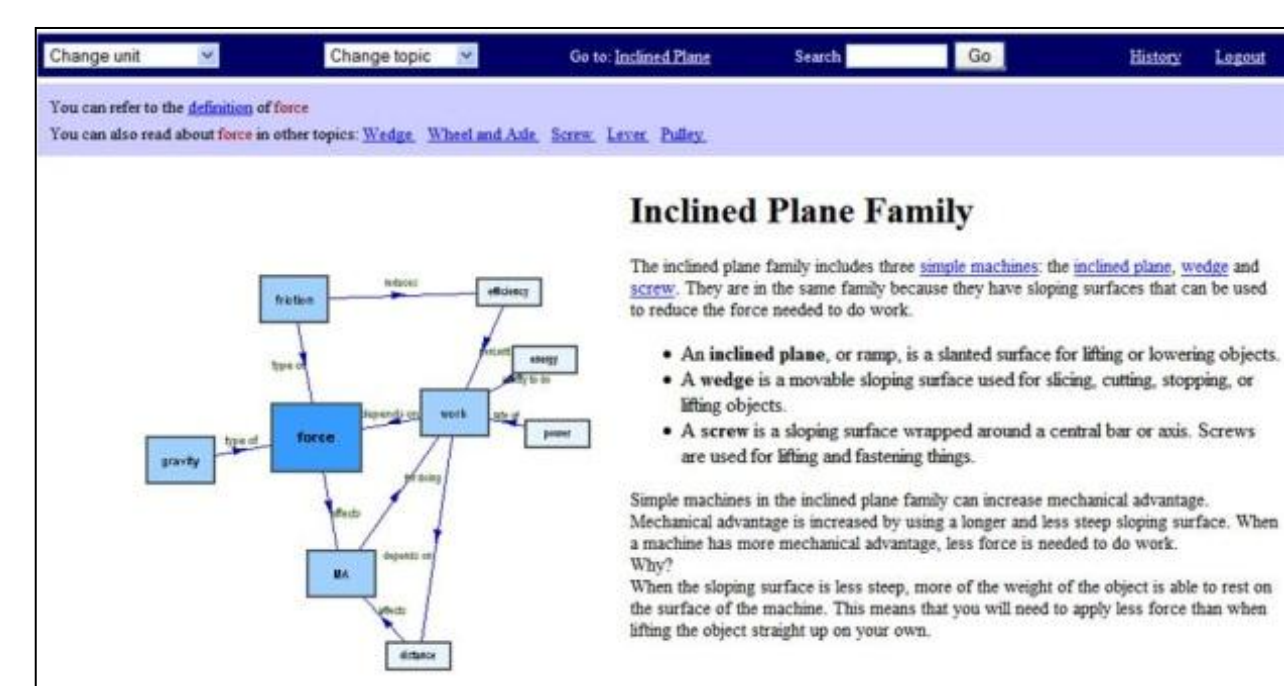 Change unit
Change topic
Go to: Inclined Plane
Search
Go
History
Logout
You can refer to the definition of force
You can also read about force in other topics: Wedge Wheel and Axle Screw Lever Pulley
Inclined Plane Family
The inclined plane family includes three simple machines: the inclined plane, wedge and
screw. They are in the same family because they have sloping surfaces that can be used
to reduce the force needed to do work.
• An inclined plane, or ramp, is a slanted surface for lifting or lowering objects.
• A wedge is a movable sloping surface used for slicing, cutting, stopping, or
lifting objects.
• A screw is a sloping surface wrapped around a central bar or axis. Screws
are used for lifting and fastening things.
Simple machines in the inclined plane family can increase mechanical advantage.
Mechanical advantage is increased by using a longer and less steep sloping surface. When
a machine has more mechanical advantage, less force is needed to do work.
Why?
When the sloping surface is less steep, more of the weight of the object is able to rest on
the surface of the machine. This means that you will need to apply less force than when
lifting the object straight up on your own.
friction
reduces
efficiency
type of
energy
depends on
work
rate of
power
force
type of
gravity
for doing
affects
MA
depends on
affects
distance